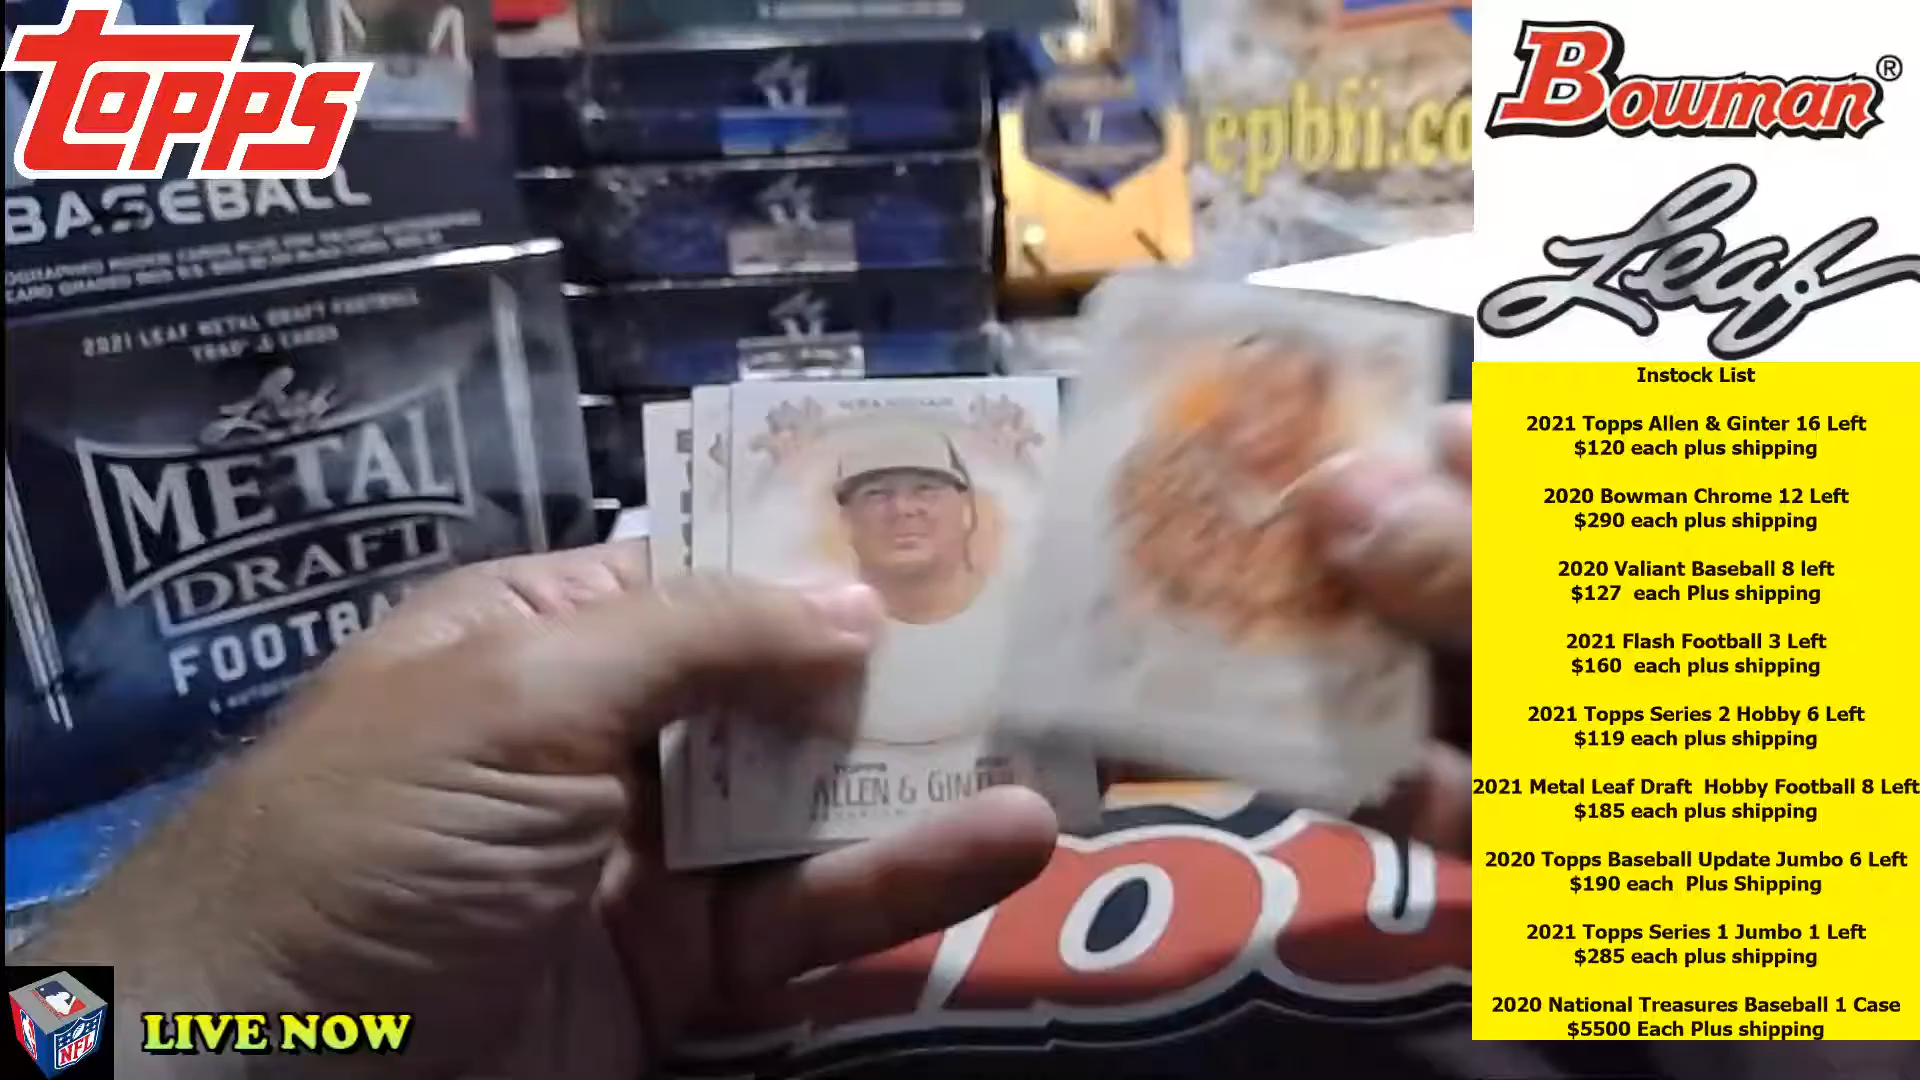 TOPPS
BASEBALL
2021 LEAF METAL DRAFT FOOTBALL
Leaf
METAL
DRAFT
epbfi.co
ALLEN & GIN
Bowman®
Leaf
Instock List
2021 Topps Allen & Ginter 16 Left
$120 each plus shipping
2020 Bowman Chrome 12 Left
$290 each plus shipping
2020 Valiant Baseball 8 left
$127 each Plus shipping
2021 Flash Football 3 Left
$160 each plus shipping
2021 Topps Series 2 Hobby 6 Left
$119 each plus shipping
2021 Metal Leaf Draft Hobby Football 8 Left
$185 each plus shipping
2020 Topps Baseball Update Jumbo 6 Left
$190 each Plus Shipping
2021 Topps Series 1 Jumbo 1 Left
$285 each plus shipping
2020 National Treasures Baseball 1 Case
$5500 Each Plus shipping
NFL
LIVE NOW